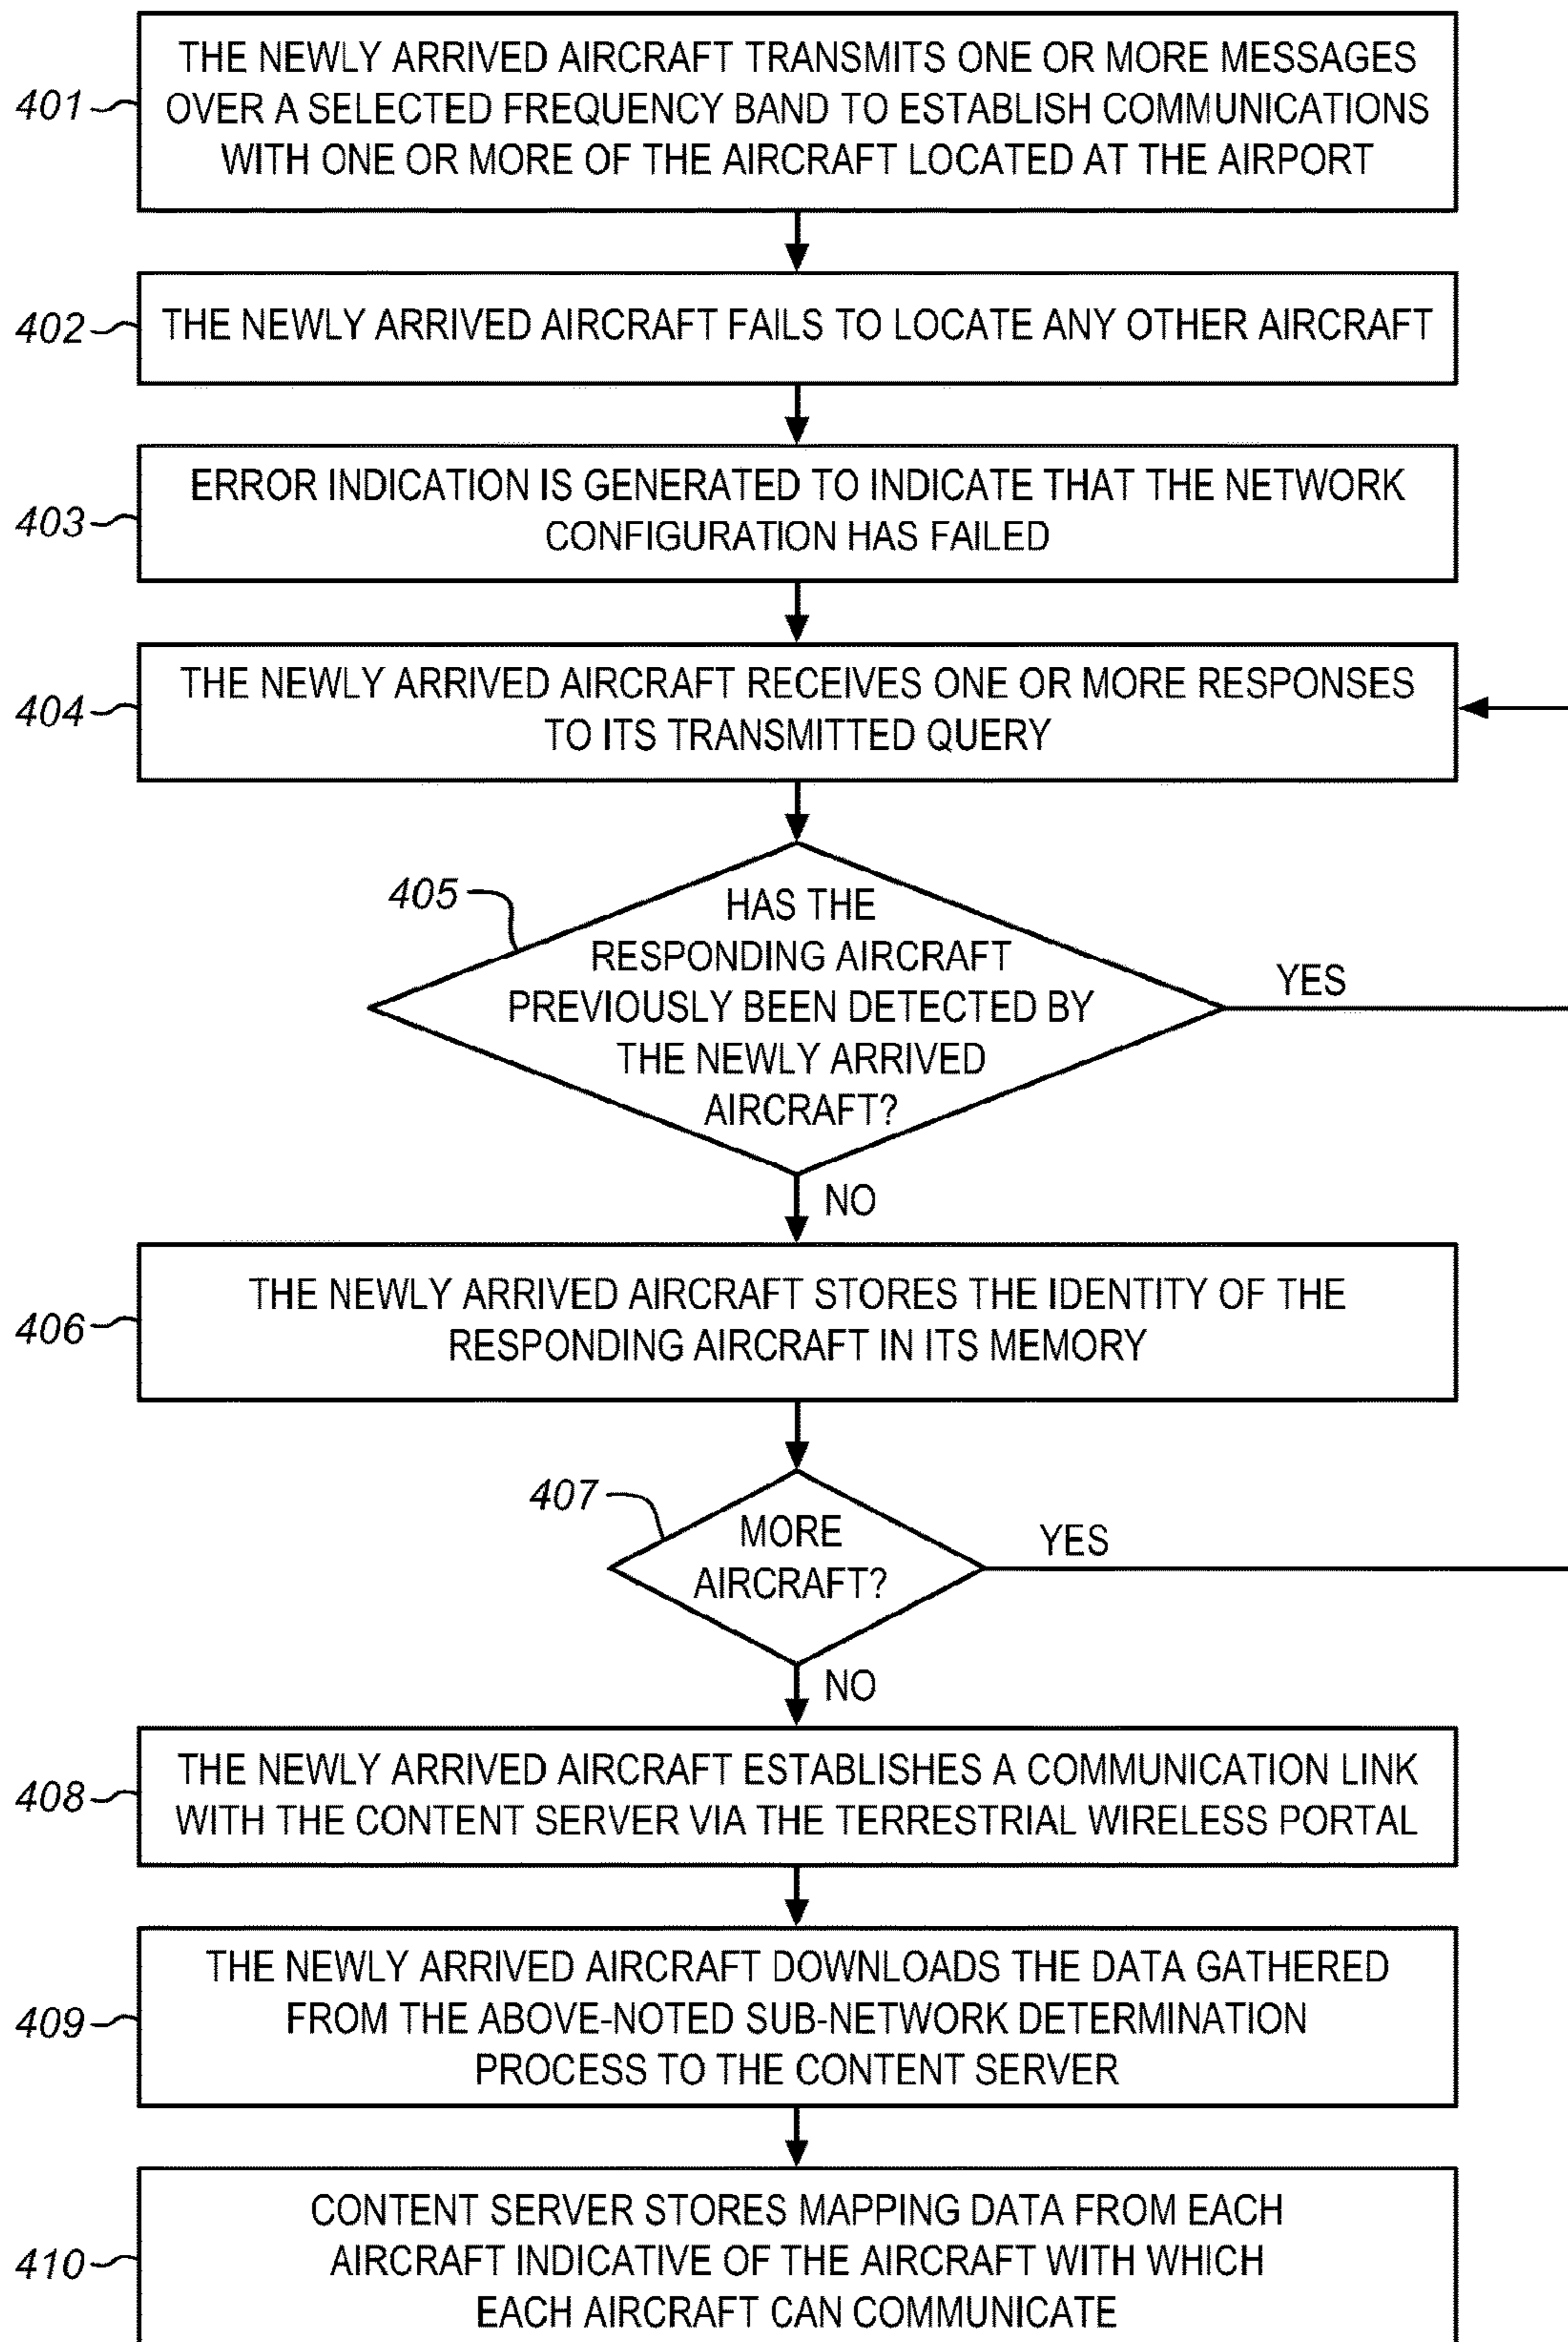 401
THE NEWLY ARRIVED AIRCRAFT TRANSMITS ONE OR MORE MESSAGES
OVER A SELECTED FREQUENCY BAND TO ESTABLISH COMMUNICATIONS
WITH ONE OR MORE OF THE AIRCRAFT LOCATED AT THE AIRPORT
402
THE NEWLY ARRIVED AIRCRAFT FAILS TO LOCATE ANY OTHER AIRCRAFT
403
ERROR INDICATION IS GENERATED TO INDICATE THAT THE NETWORK
CONFIGURATION HAS FAILED
404
THE NEWLY ARRIVED AIRCRAFT RECEIVES ONE OR MORE RESPONSES
TO ITS TRANSMITTED QUERY
405
HAS THE
RESPONDING AIRCRAFT
PREVIOUSLY BEEN DETECTED BY
THE NEWLY ARRIVED
AIRCRAFT?
YES
NO
406
THE NEWLY ARRIVED AIRCRAFT STORES THE IDENTITY OF THE
RESPONDING AIRCRAFT IN ITS MEMORY
407
MORE
AIRCRAFT?
YES
NO
408
THE NEWLY ARRIVED AIRCRAFT ESTABLISHES A COMMUNICATION LINK
WITH THE CONTENT SERVER VIA THE TERRESTRIAL WIRELESS PORTAL
409
THE NEWLY ARRIVED AIRCRAFT DOWNLOADS THE DATA GATHERED
FROM THE ABOVE-NOTED SUB-NETWORK DETERMINATION
PROCESS TO THE CONTENT SERVER
410
CONTENT SERVER STORES MAPPING DATA FROM EACH
AIRCRAFT INDICATIVE OF THE AIRCRAFT WITH WHICH
EACH AIRCRAFT CAN COMMUNICATE